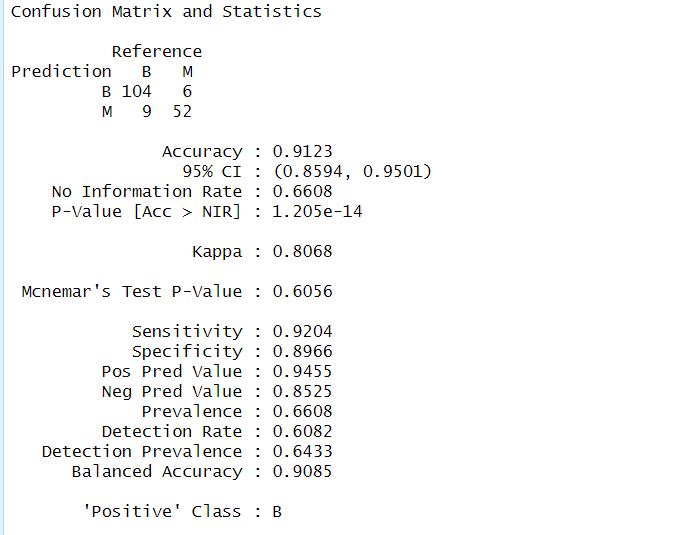 Confusion Matrix and Statistics
Reference
Prediction B M
B 104 6
M 9 52
Accuracy : 0.9123
95% CI : (0.8594, 0.9501)
No Information Rate : 0.6608
P-Value [Acc > NIR] : 1.205e-14
Kappa : 0.8068
Mcnemar's Test P-Value : 0.6056
Sensitivity : 0.9204
Specificity : 0.8966
Pos Pred Value : 0.9455
Neg Pred Value : 0.8525
Prevalence : 0.6608
Detection Rate : 0.6082
Detection Prevalence : 0.6433
Balanced Accuracy : 0.9085
'Positive' Class : B